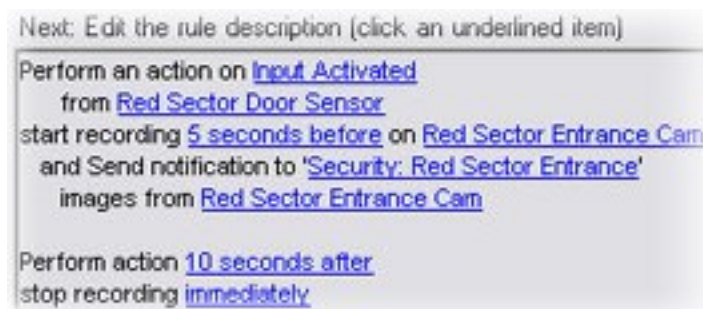 Next: Edit the rule description (click an underlined item)
Perform an action on Input Activated
from Red Sector Door Sensor
start recording 5 seconds before on Red Sector Entrance Cam
and Send notification to 'Security: Red Sector Entrance'
images from Red Sector Entrance Cam
Perform action 10 seconds after
stop recording immediately